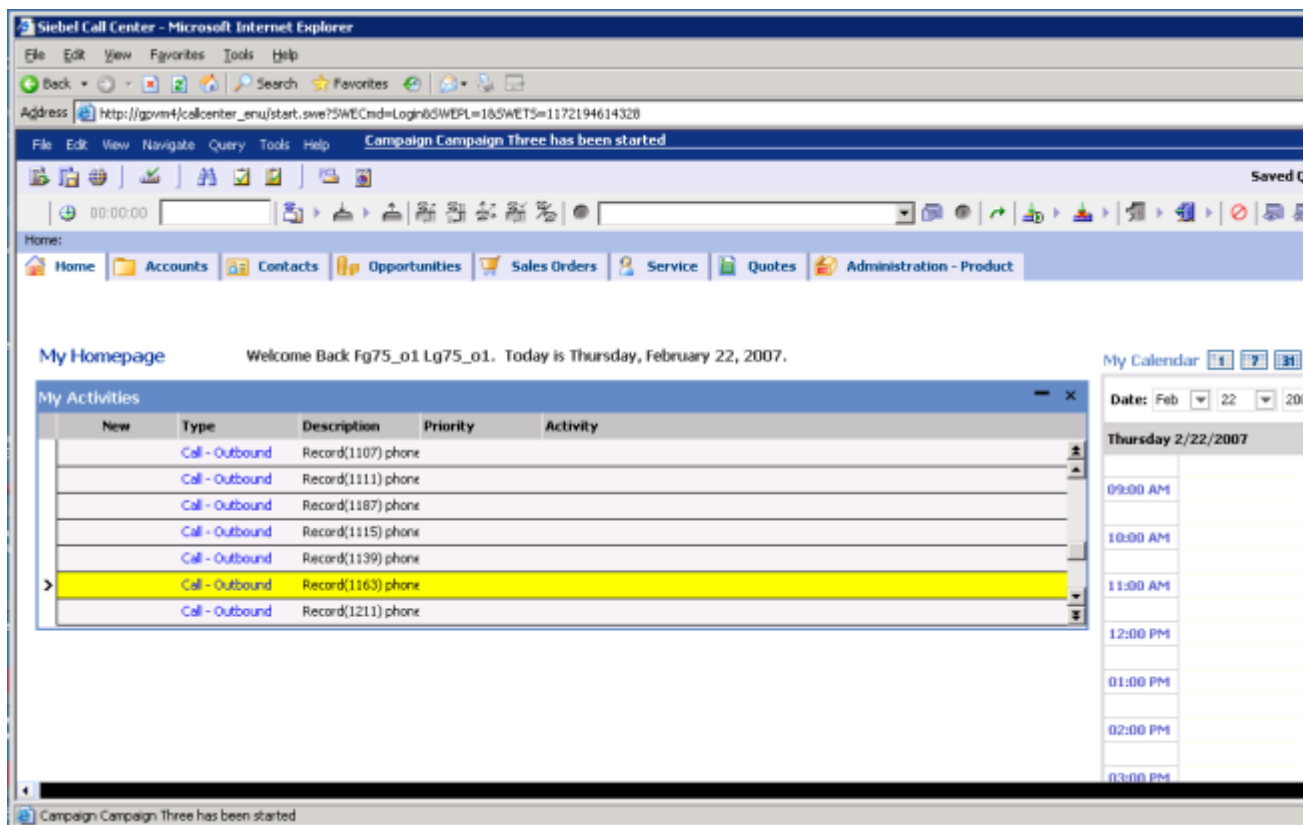 Siebel Call Center - Microsoft Internet Explorer
File Edit View Favorites Tools Help
Back Search Favorites
Address http://gpvm4/callcenter_enu/start.swe?SWECmd=Login&SWEPL=1&SWETS=1172194614328
File Edit View Navigate Query Tools Help Campaign Campaign Three has been started
Saved Q
00:00:00
Home:
Home Accounts Contacts Opportunities Sales Orders Service Quotes Administration - Product
My Homepage Welcome Back Fg75_o1 Lg75_o1. Today is Thursday, February 22, 2007. My Calendar 1 7 31
My Activities
Date: Feb 22 200
New Type Description Priority Activity
Thursday 2/22/2007
Call - Outbound Record(1107) phone
Call - Outbound Record(1111) phone
09:00 AM
Call - Outbound Record(1187) phone
Call - Outbound Record(1115) phone
10:00 AM
Call - Outbound Record(1139) phone
Call - Outbound Record(1163) phone
11:00 AM
Call - Outbound Record(1211) phone
12:00 PM
01:00 PM
02:00 PM
03:00 PM
Campaign Campaign Three has been started